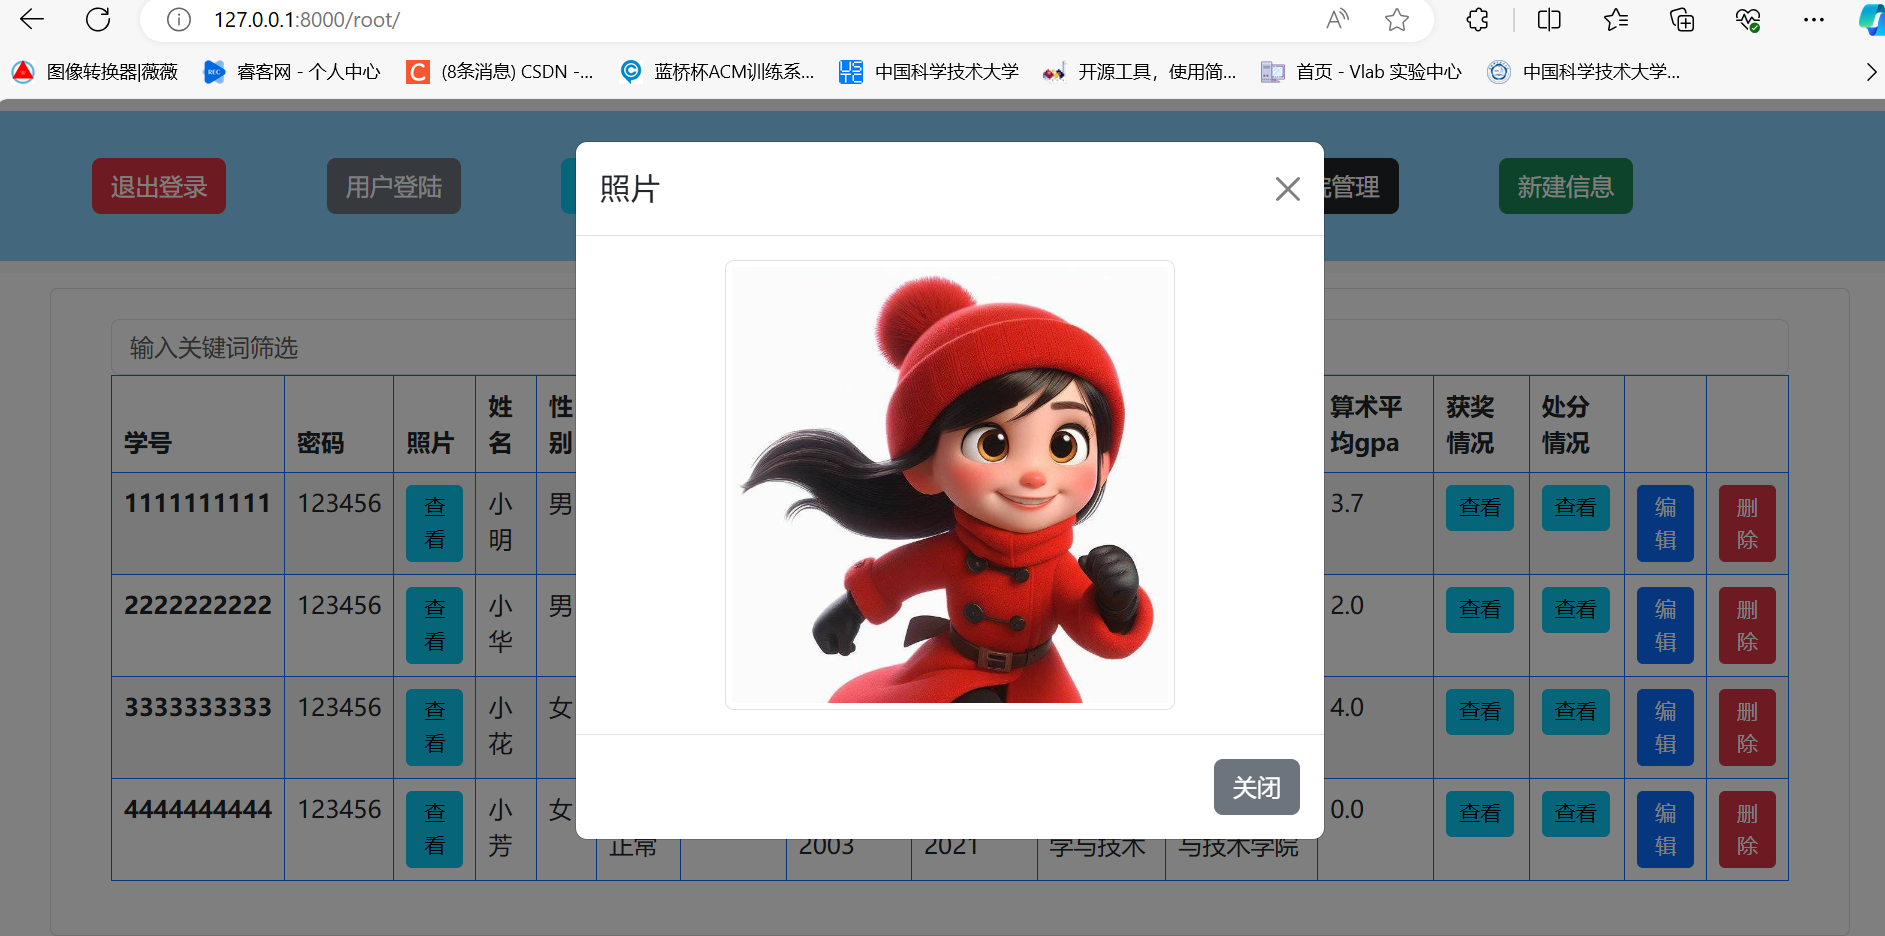 127.0.0.1:8000/root/
图像转换器|薇薇
睿客网 - 个人中心
(8条消息) CSDN -...
蓝桥杯ACM训练系...
中国科学技术大学
开源工具，使用简...
首页 - Vlab 实验中心
中国科学技术大学...
退出登录
用户登陆
院管理
新建信息
照片
输入关键词筛选
学号 密码 照片 姓名 性别 算术平均gpa 获奖情况 处分情况
1111111111 123456 查看 小明 男 3.7 查看 查看 编辑 删除
2222222222 123456 查看 小华 男 2.0 查看 查看 编辑 删除
3333333333 123456 查看 小花 女 4.0 查看 查看 编辑 删除
4444444444 123456 查看 小芳 女 正常 2003 2021 学与技术 与技术学院 0.0 查看 查看 编辑 删除
关闭